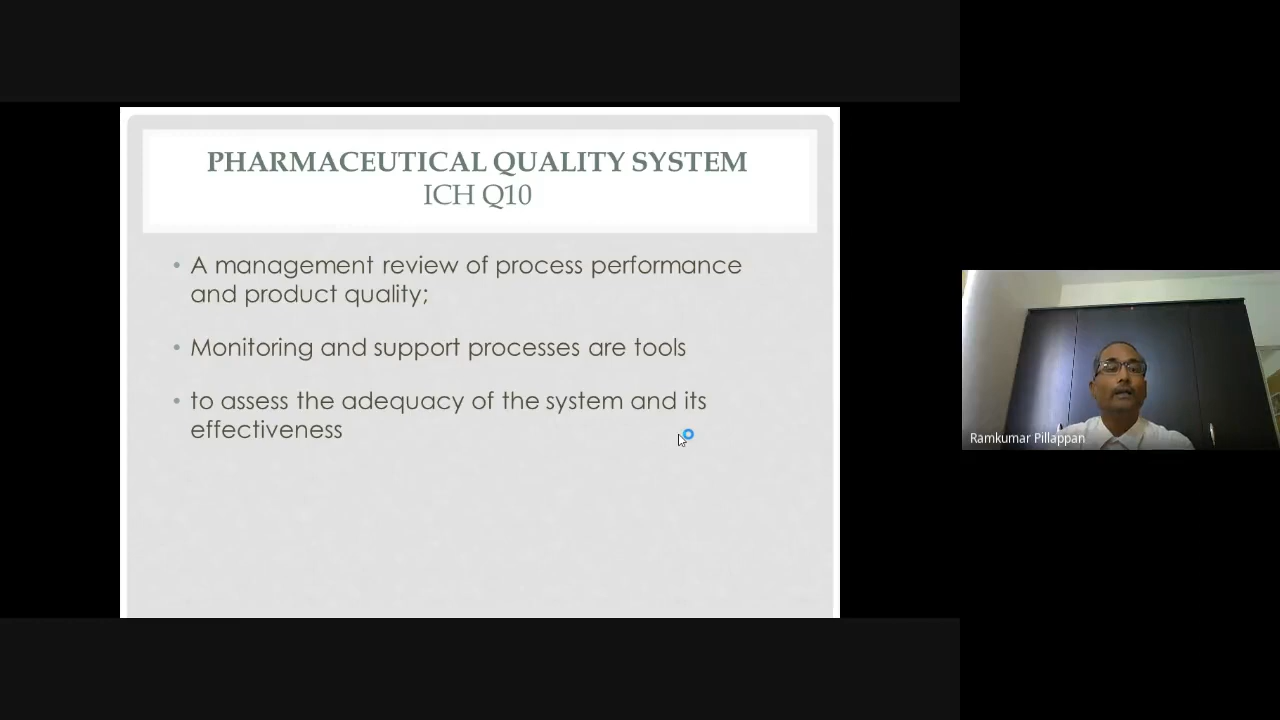 PHARMACEUTICAL QUALITY SYSTEM
ICH Q10
• A management review of process performance
and product quality;
• Monitoring and support processes are tools
• to assess the adequacy of the system and its
effectiveness
Ramkumar Pillappan